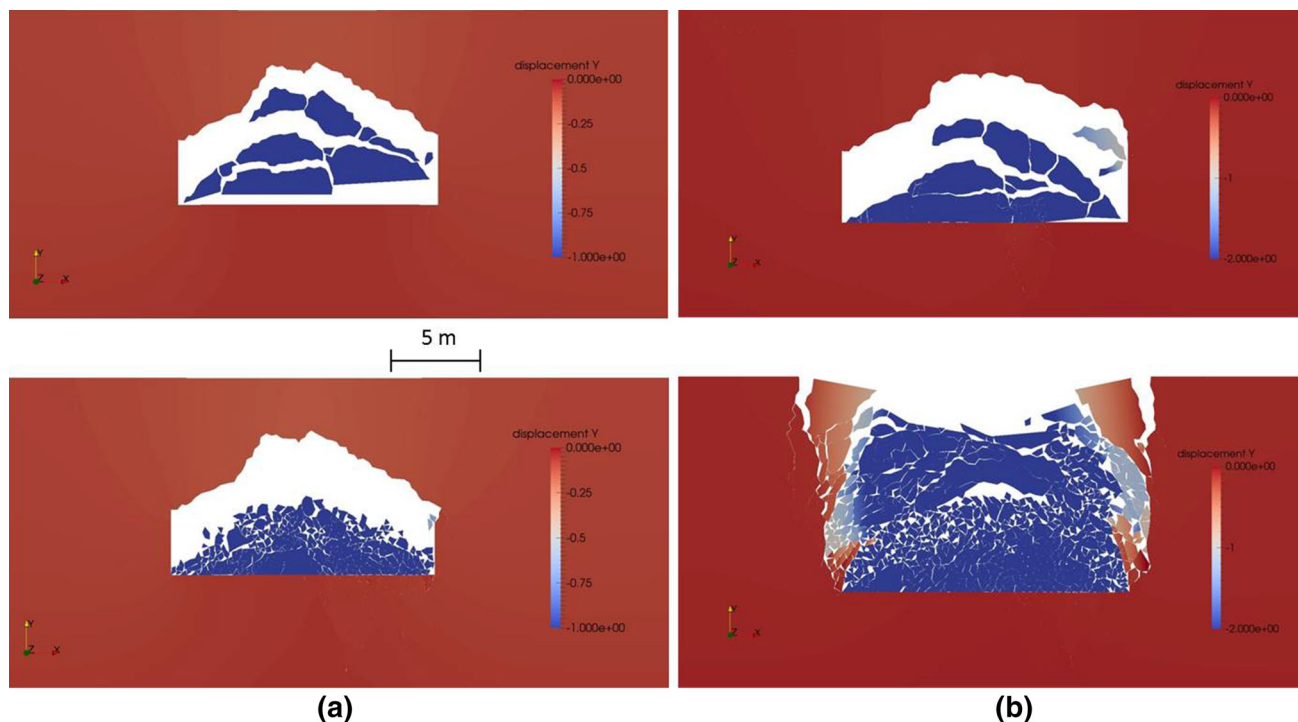 displacement Y
0.000e+00
-0.25
-0.5
-0.75
-1.000e+00
Y
Z X
displacement Y
0.000e+00
-1
-2.000e+00
Y
Z X
5 m
displacement Y
0.000e+00
-0.25
-0.5
-0.75
-1.000e+00
Y
Z X
displacement Y
0.000e+00
-1
-2.000e+00
Y
Z X
(a)
(b)